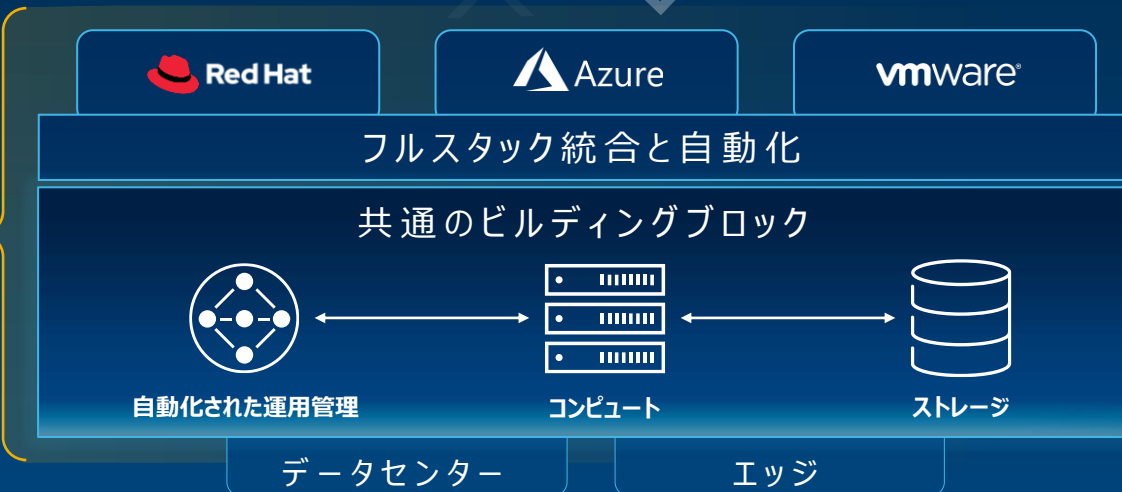 Red Hat
Azure
vmware®
フルスタック統合と自動化
共通のビルディングブロック
自動化された運用管理
コンピュート
ストレージ
データセンター
エッジ